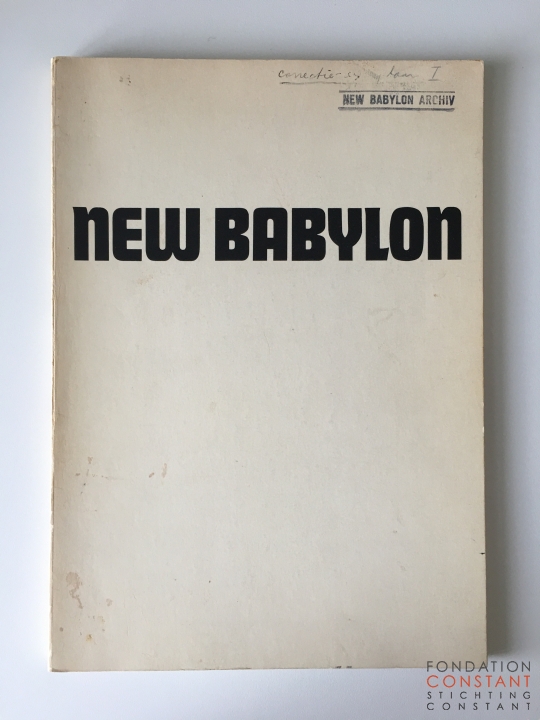 I
NEW BABYLON ARCHIV
NEW BABYLON
FONDATION
CONSTANT
STICHTING
CONSTANT